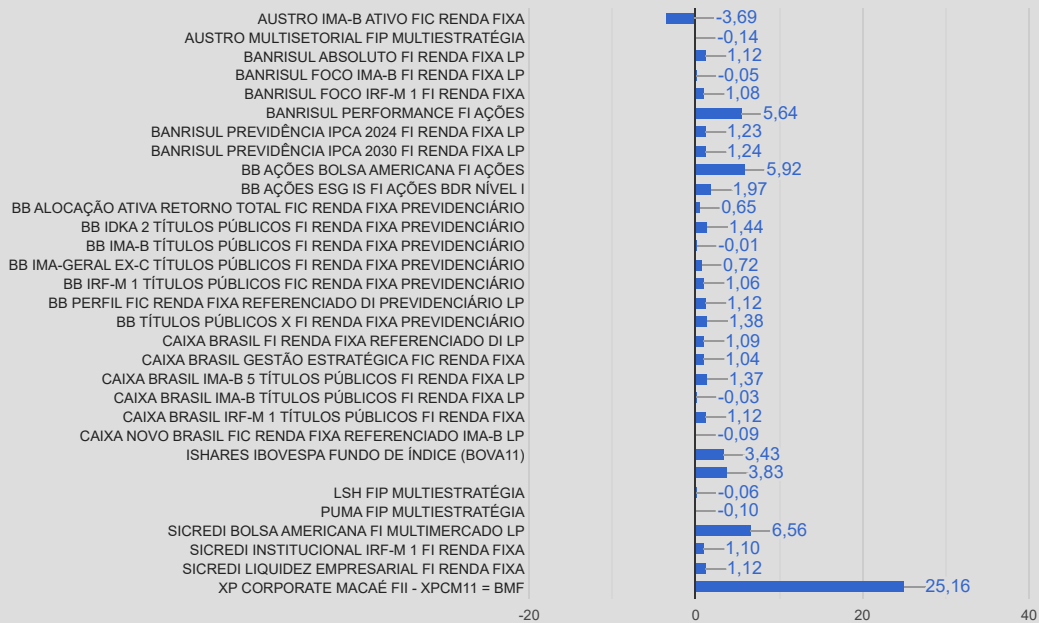 AUSTRO IMA-B ATIVO FIC RENDA FIXA -3,69
AUSTRO MULTISETORIAL FIP MULTIESTRATÉGIA -0,14
BANRISUL ABSOLUTO FI RENDA FIXA LP 1,12
BANRISUL FOCO IMA-B FI RENDA FIXA LP -0,05
BANRISUL FOCO IRF-M 1 FI RENDA FIXA 1,08
BANRISUL PERFORMANCE FI AÇÕES 5,64
BANRISUL PREVIDÊNCIA IPCA 2024 FI RENDA FIXA LP 1,23
BANRISUL PREVIDÊNCIA IPCA 2030 FI RENDA FIXA LP 1,24
BB AÇÕES BOLSA AMERICANA FI AÇÕES 5,92
BB AÇÕES ESG IS FI AÇÕES BDR NÍVEL I 1,97
BB ALOCAÇÃO ATIVA RETORNO TOTAL FIC RENDA FIXA PREVIDENCIÁRIO 0,65
BB IDKA 2 TÍTULOS PÚBLICOS FI RENDA FIXA PREVIDENCIÁRIO 1,44
BB IMA-B TÍTULOS PÚBLICOS FI RENDA FIXA PREVIDENCIÁRIO -0,01
BB IMA-GERAL EX-C TÍTULOS PÚBLICOS FI RENDA FIXA PREVIDENCIÁRIO 0,72
BB IRF-M 1 TÍTULOS PÚBLICOS FIC RENDA FIXA PREVIDENCIÁRIO 1,06
BB PERFIL FIC RENDA FIXA REFERENCIADO DI PREVIDENCIÁRIO LP 1,12
BB TÍTULOS PÚBLICOS X FI RENDA FIXA PREVIDENCIÁRIO 1,38
CAIXA BRASIL FI RENDA FIXA REFERENCIADO DI LP 1,09
CAIXA BRASIL GESTÃO ESTRATÉGICA FIC RENDA FIXA 1,04
CAIXA BRASIL IMA-B 5 TÍTULOS PÚBLICOS FI RENDA FIXA LP 1,37
CAIXA BRASIL IMA-B TÍTULOS PÚBLICOS FI RENDA FIXA LP -0,03
CAIXA BRASIL IRF-M 1 TÍTULOS PÚBLICOS FI RENDA FIXA 1,12
CAIXA NOVO BRASIL FIC RENDA FIXA REFERENCIADO IMA-B LP -0,09
ISHARES IBOVESPA FUNDO DE ÍNDICE (BOVA11) 3,43
3,83
LSH FIP MULTIESTRATÉGIA -0,06
PUMA FIP MULTIESTRATÉGIA -0,10
SICREDI BOLSA AMERICANA FI MULTIMERCADO LP 6,56
SICREDI INSTITUCIONAL IRF-M 1 FI RENDA FIXA 1,10
SICREDI LIQUIDEZ EMPRESARIAL FI RENDA FIXA 1,12
XP CORPORATE MACAÉ FII - XPCM11 = BMF 25,16
-20 0 20 40